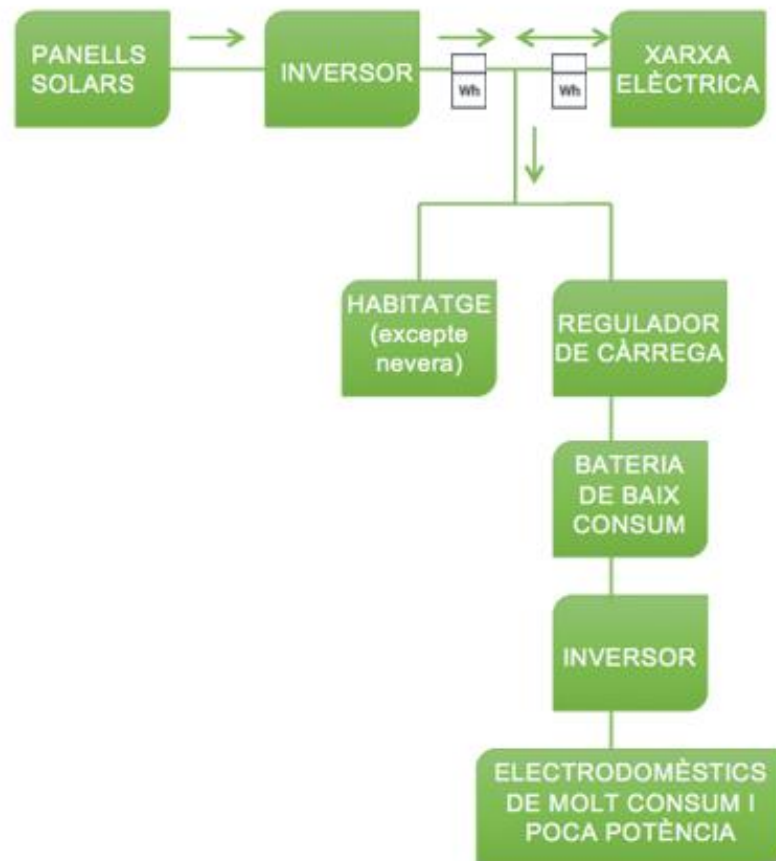 PANELLS
SOLARS
INVERSOR
Wh
Wh
XARXA
ELÈCTRICA
HABITATGE
(excepte
nevera)
REGULADOR
DE CÀRREGA
BATERIA
DE BAIX
CONSUM
INVERSOR
ELECTRODOMÈSTICS
DE MOLT CONSUM I
POCA POTÈNCIA